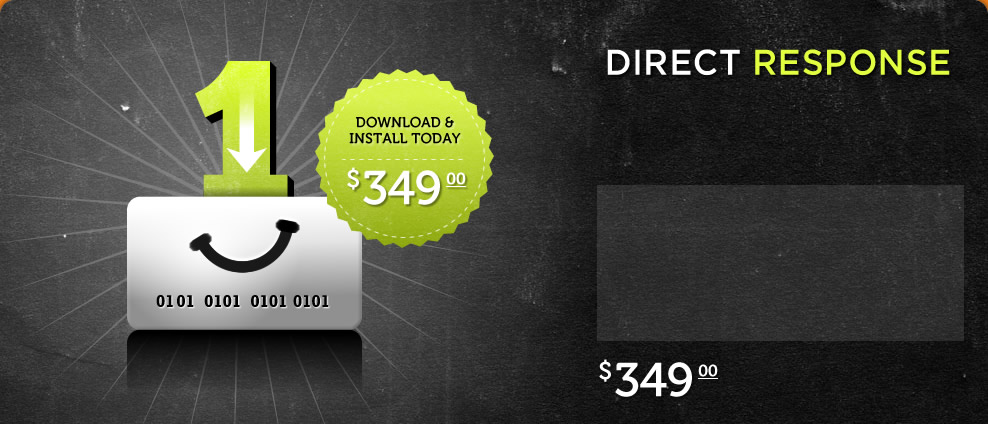 1
DOWNLOAD &
INSTALL TODAY
$349 00
0101 0101 0101 0101
DIRECT RESPONSE
$349 00